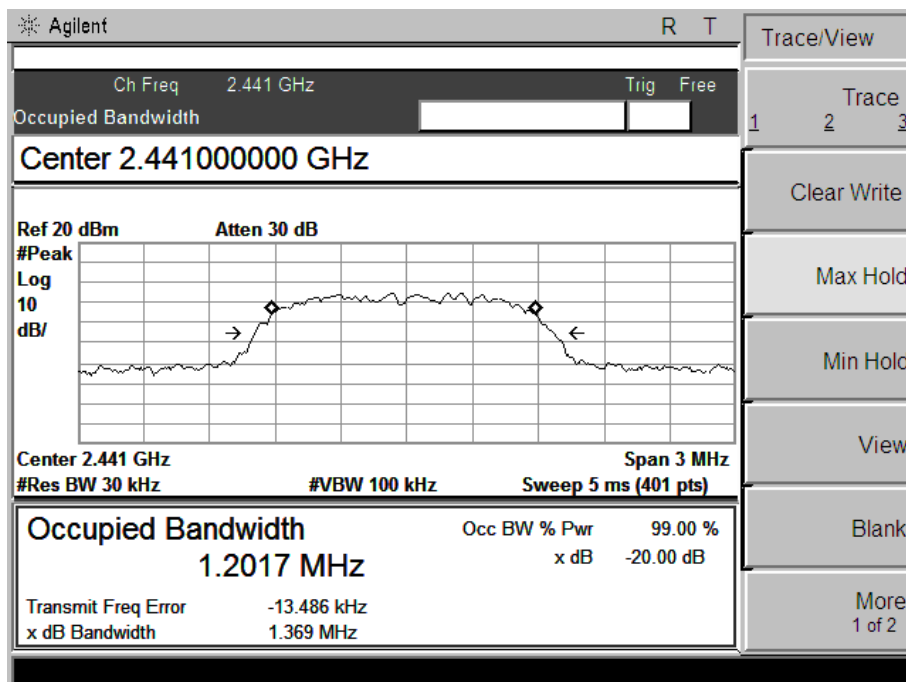 Agilent R T
Ch Freq 2.441 GHz Trig Free
Occupied Bandwidth
Center 2.441000000 GHz
Ref 20 dBm Atten 30 dB
#Peak
Log
10
dB/
Center 2.441 GHz Span 3 MHz
#Res BW 30 kHz #VBW 100 kHz Sweep 5 ms (401 pts)
Occupied Bandwidth
1.2017 MHz
Occ BW % Pwr 99.00 %
x dB -20.00 dB
Transmit Freq Error -13.486 kHz
x dB Bandwidth 1.369 MHz
Trace/View
Trace
1 2 3
Clear Write
Max Hold
Min Hold
View
Blank
More
1 of 2